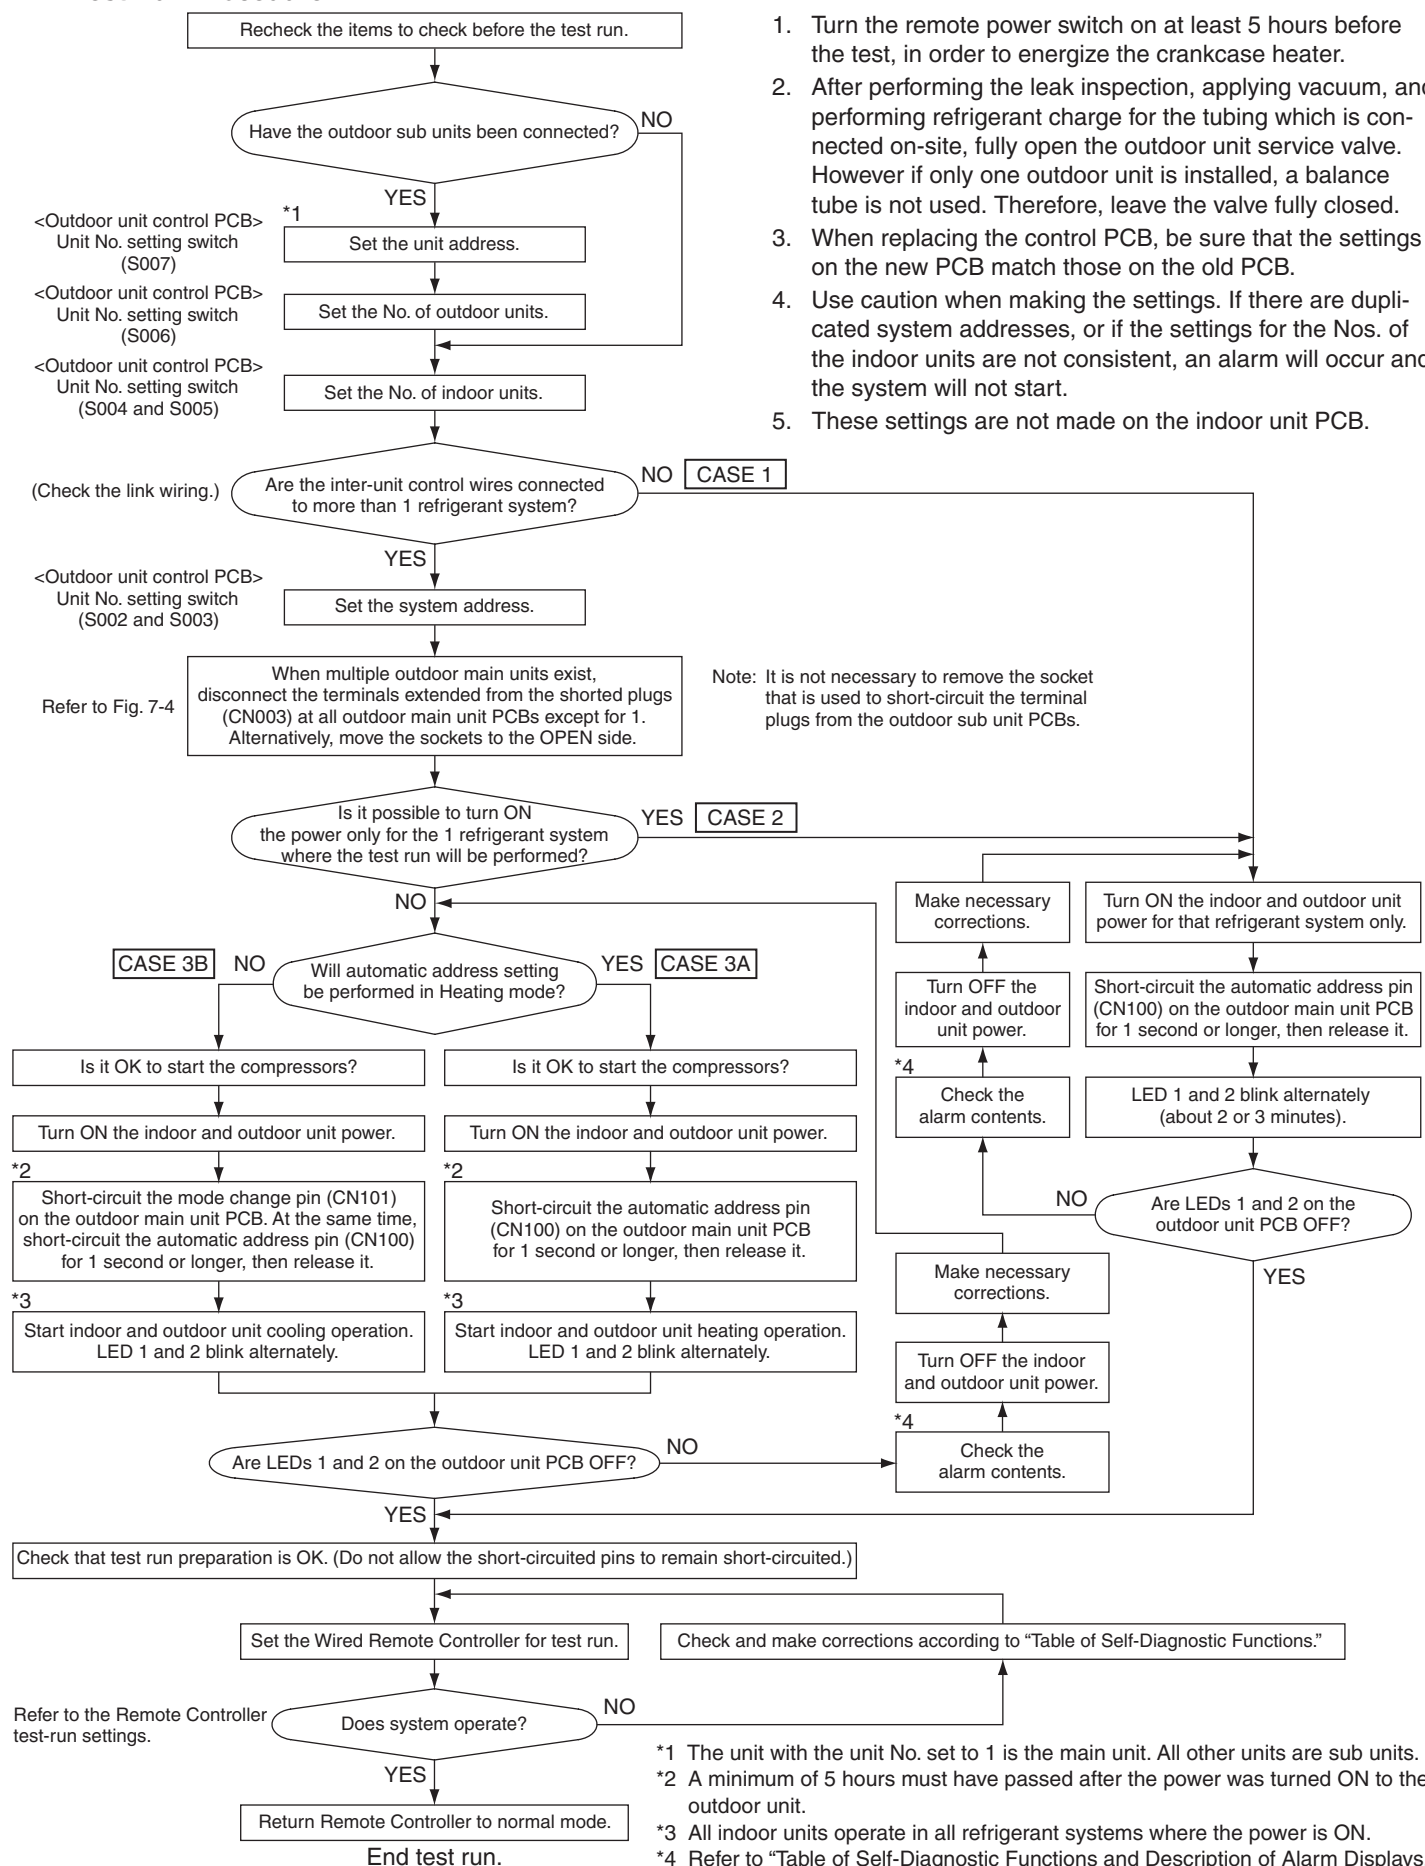 Recheck the items to check before the test run.
Have the outdoor sub units been connected?
NO
YES
<Outdoor unit control PCB>
Unit No. setting switch
(S007)
*1
Set the unit address.
<Outdoor unit control PCB>
Unit No. setting switch
(S006)
Set the No. of outdoor units.
<Outdoor unit control PCB>
Unit No. setting switch
(S004 and S005)
Set the No. of indoor units.
1. Turn the remote power switch on at least 5 hours before
the test, in order to energize the crankcase heater.
2. After performing the leak inspection, applying vacuum, and
performing refrigerant charge for the tubing which is con-
nected on-site, fully open the outdoor unit service valve.
However if only one outdoor unit is installed, a balance
tube is not used. Therefore, leave the valve fully closed.
3. When replacing the control PCB, be sure that the settings
on the new PCB match those on the old PCB.
4. Use caution when making the settings. If there are dupli-
cated system addresses, or if the settings for the Nos. of
the indoor units are not consistent, an alarm will occur and
the system will not start.
5. These settings are not made on the indoor unit PCB.
(Check the link wiring.)
Are the inter-unit control wires connected
to more than 1 refrigerant system?
NO CASE 1
YES
<Outdoor unit control PCB>
Unit No. setting switch
(S002 and S003)
Set the system address.
Refer to Fig. 7-4
When multiple outdoor main units exist,
disconnect the terminals extended from the shorted plugs
(CN003) at all outdoor main unit PCBs except for 1.
Alternatively, move the sockets to the OPEN side.
Note: It is not necessary to remove the socket
that is used to short-circuit the terminal
plugs from the outdoor sub unit PCBs.
Is it possible to turn ON
the power only for the 1 refrigerant system
where the test run will be performed?
YES CASE 2
NO
CASE 3B NO
Will automatic address setting
be performed in Heating mode?
YES CASE 3A
Is it OK to start the compressors?
Turn ON the indoor and outdoor unit power.
*2
Short-circuit the mode change pin (CN101)
on the outdoor main unit PCB. At the same time,
short-circuit the automatic address pin (CN100)
for 1 second or longer, then release it.
*3
Start indoor and outdoor unit cooling operation.
LED 1 and 2 blink alternately.
Is it OK to start the compressors?
Turn ON the indoor and outdoor unit power.
*2
Short-circuit the automatic address pin
(CN100) on the outdoor main unit PCB
for 1 second or longer, then release it.
*3
Start indoor and outdoor unit heating operation.
LED 1 and 2 blink alternately.
Make necessary
corrections.
Turn OFF the
indoor and outdoor
unit power.
*4
Check the
alarm contents.
Turn ON the indoor and outdoor unit
power for that refrigerant system only.
Short-circuit the automatic address pin
(CN100) on the outdoor main unit PCB
for 1 second or longer, then release it.
LED 1 and 2 blink alternately
(about 2 or 3 minutes).
NO
Are LEDs 1 and 2 on the
outdoor unit PCB OFF?
YES
Make necessary
corrections.
Turn OFF the indoor
and outdoor unit power.
*4
Check the
alarm contents.
Are LEDs 1 and 2 on the outdoor unit PCB OFF?
NO
YES
Check that test run preparation is OK. (Do not allow the short-circuited pins to remain short-circuited.)
Set the Wired Remote Controller for test run.
Check and make corrections according to “Table of Self-Diagnostic Functions.”
Refer to the Remote Controller
test-run settings.
Does system operate?
NO
YES
Return Remote Controller to normal mode.
End test run.
*1 The unit with the unit No. set to 1 is the main unit. All other units are sub units.
*2 A minimum of 5 hours must have passed after the power was turned ON to the
outdoor unit.
*3 All indoor units operate in all refrigerant systems where the power is ON.
*4 Refer to “Table of Self-Diagnostic Functions and Description of Alarm Displays